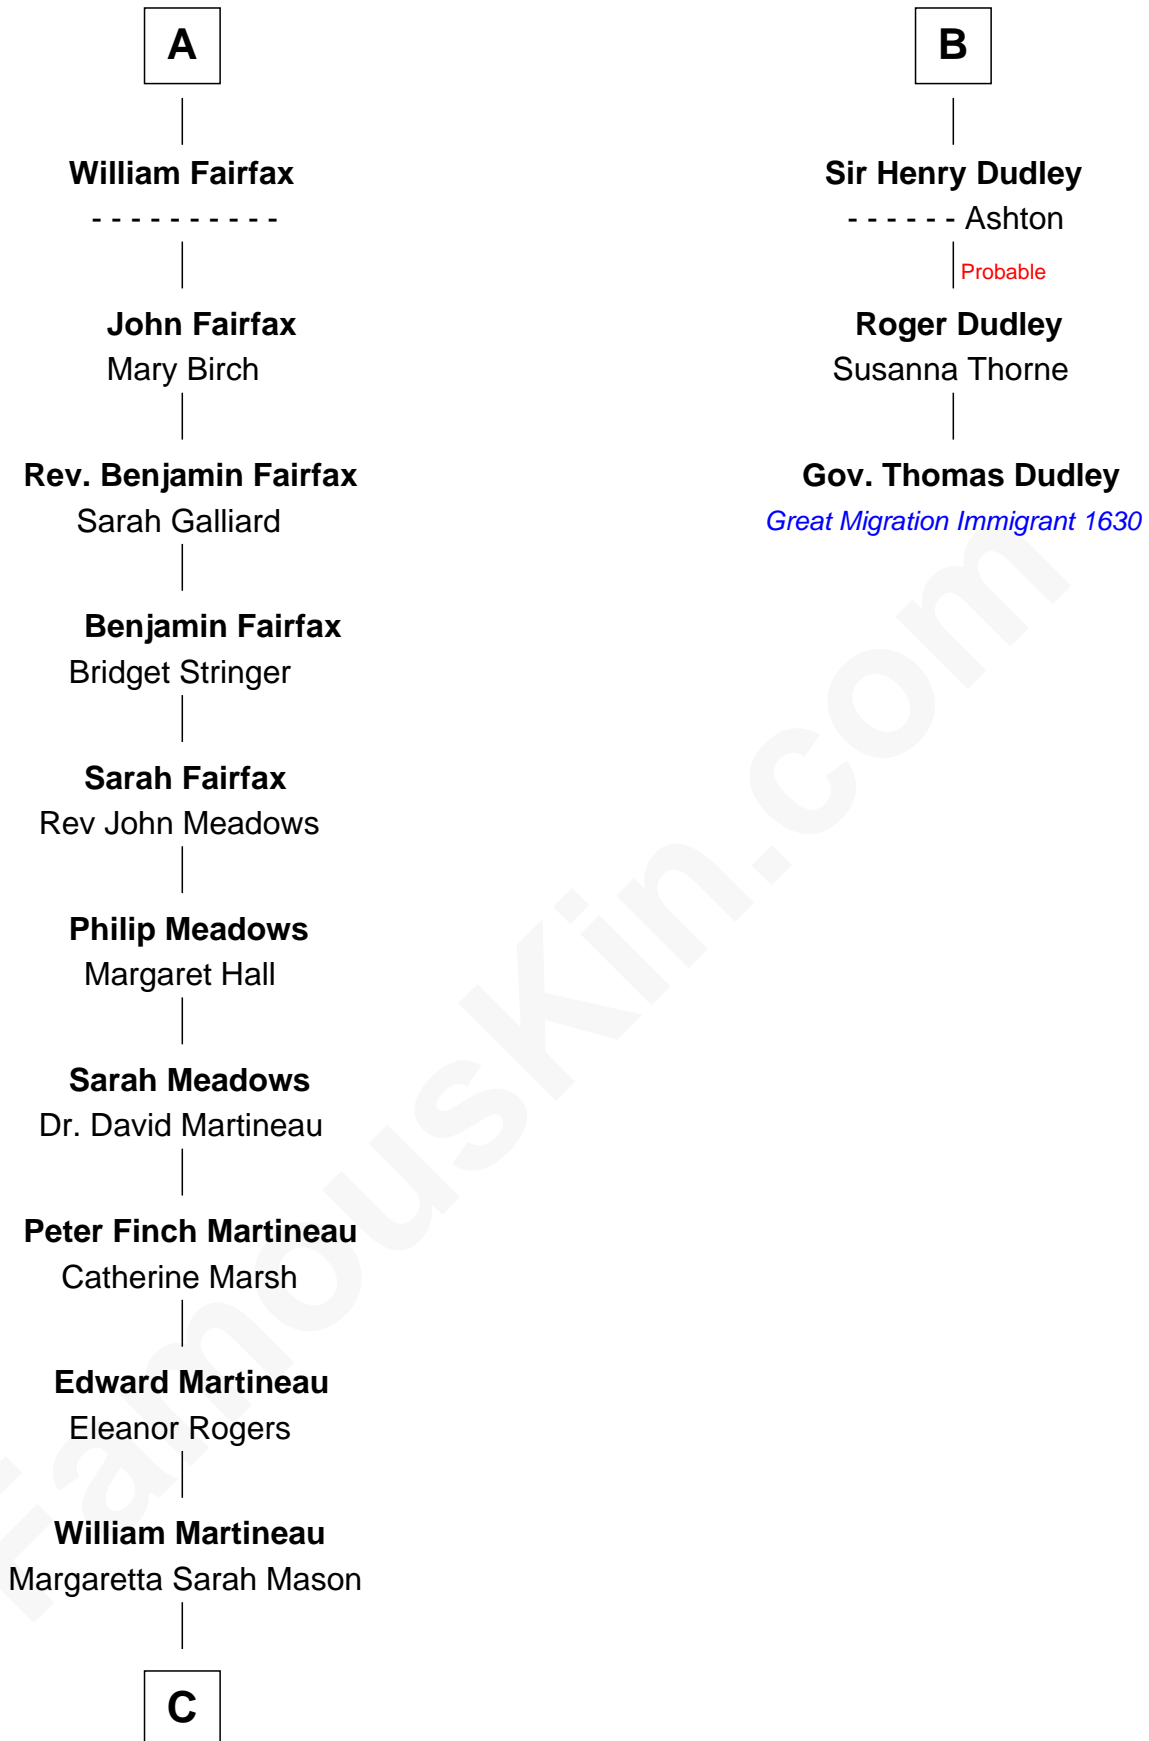 A
William Fairfax
- - - - - - - - - -
John Fairfax
Mary Birch
Rev. Benjamin Fairfax
Sarah Galliard
Benjamin Fairfax
Bridget Stringer
Sarah Fairfax
Rev John Meadows
Philip Meadows
Margaret Hall
Sarah Meadows
Dr. David Martineau
Peter Finch Martineau
Catherine Marsh
Edward Martineau
Eleanor Rogers
William Martineau
Margaretta Sarah Mason
C
B
Sir Henry Dudley
- - - - - - Ashton
Probable
Roger Dudley
Susanna Thorne
Gov. Thomas Dudley
Great Migration Immigrant 1630
FamousKin.com